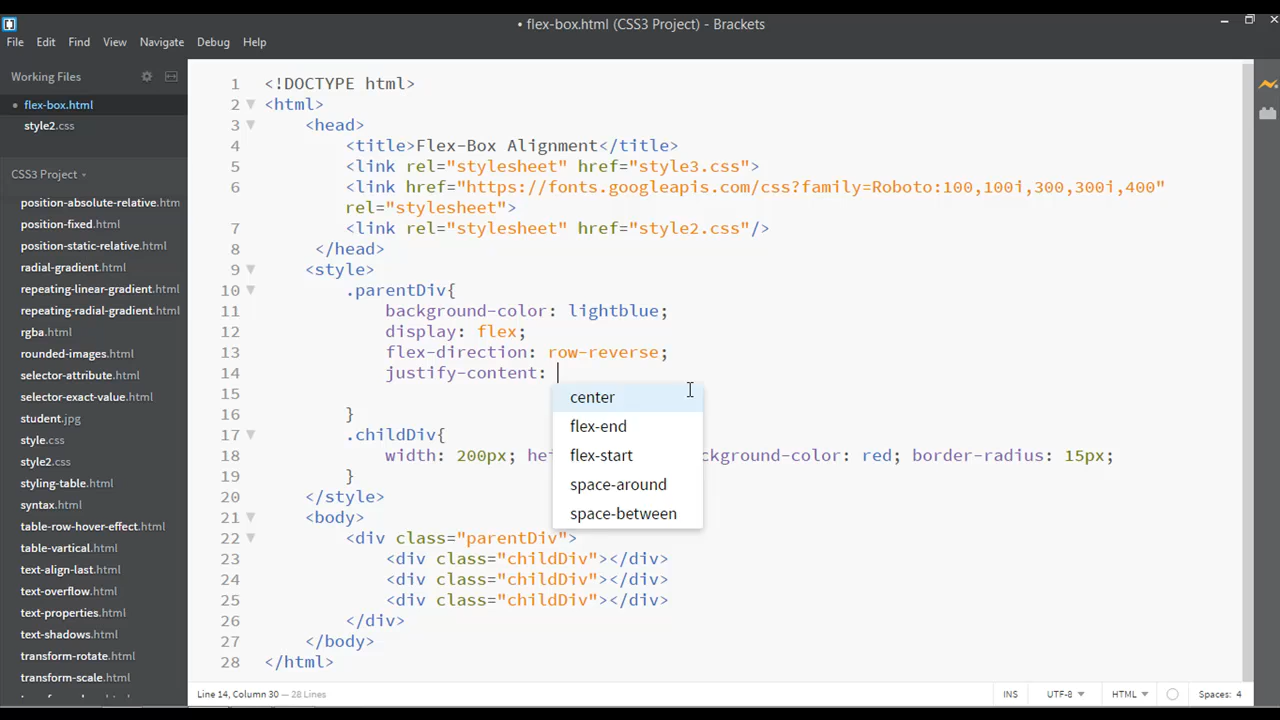 • flex-box.html (CSS3 Project) - Brackets
File Edit Find View Navigate Debug Help
Working Files
• flex-box.html
style2.css
CSS3 Project
position-absolute-relative.htm
position-fixed.html
position-static-relative.html
radial-gradient.html
repeating-linear-gradient.html
repeating-radial-gradient.html
rgba.html
rounded-images.html
selector-attribute.html
selector-exact-value.html
student.jpg
style.css
style2.css
styling-table.html
syntax.html
table-row-hover-effect.html
table-vartical.html
text-align-last.html
text-overflow.html
text-properties.html
text-shadows.html
transform-rotate.html
transform-scale.html
1 <!DOCTYPE html>
2 <html>
3 <head>
4 <title>Flex-Box Alignment</title>
5 <link rel="stylesheet" href="style3.css">
6 <link href="https://fonts.googleapis.com/css?family=Roboto:100,100i,300,300i,400"
rel="stylesheet">
7 <link rel="stylesheet" href="style2.css"/>
8 </head>
9 <style>
10 .parentDiv{
11 background-color: lightblue;
12 display: flex;
13 flex-direction: row-reverse;
14 justify-content:
15
16 }
17 .childDiv{
18 width: 200px; hei ckground-color: red; border-radius: 15px;
19 }
20 </style>
21 <body>
22 <div class="parentDiv">
23 <div class="childDiv"></div>
24 <div class="childDiv"></div>
25 <div class="childDiv"></div>
26 </div>
27 </body>
28 </html>
center
flex-end
flex-start
space-around
space-between
Line 14, Column 30 — 28 Lines
INS UTF-8 HTML Spaces: 4